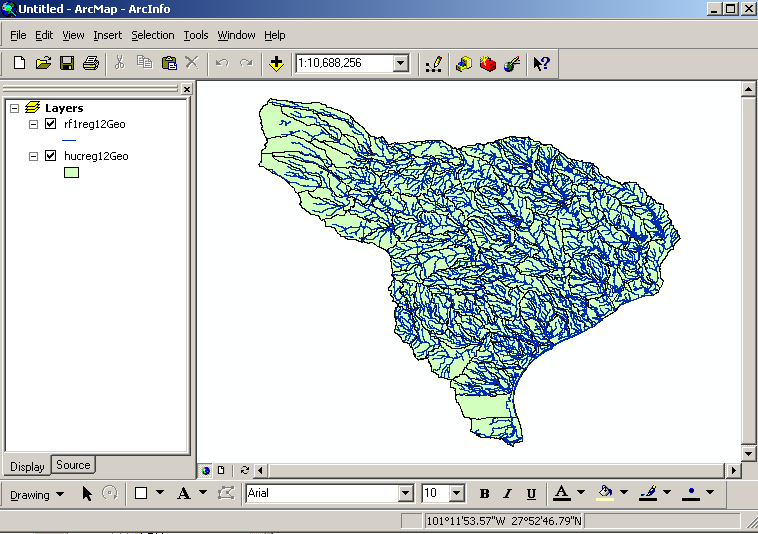 Untitled - ArcMap - ArcInfo
File Edit View Insert Selection Tools Window Help
1:10,688,256
Layers
rf1reg12Geo
hucreg12Geo
Display Source
Drawing A Arial 10 B I U A
101°11'53.57"W 27°52'46.79"N